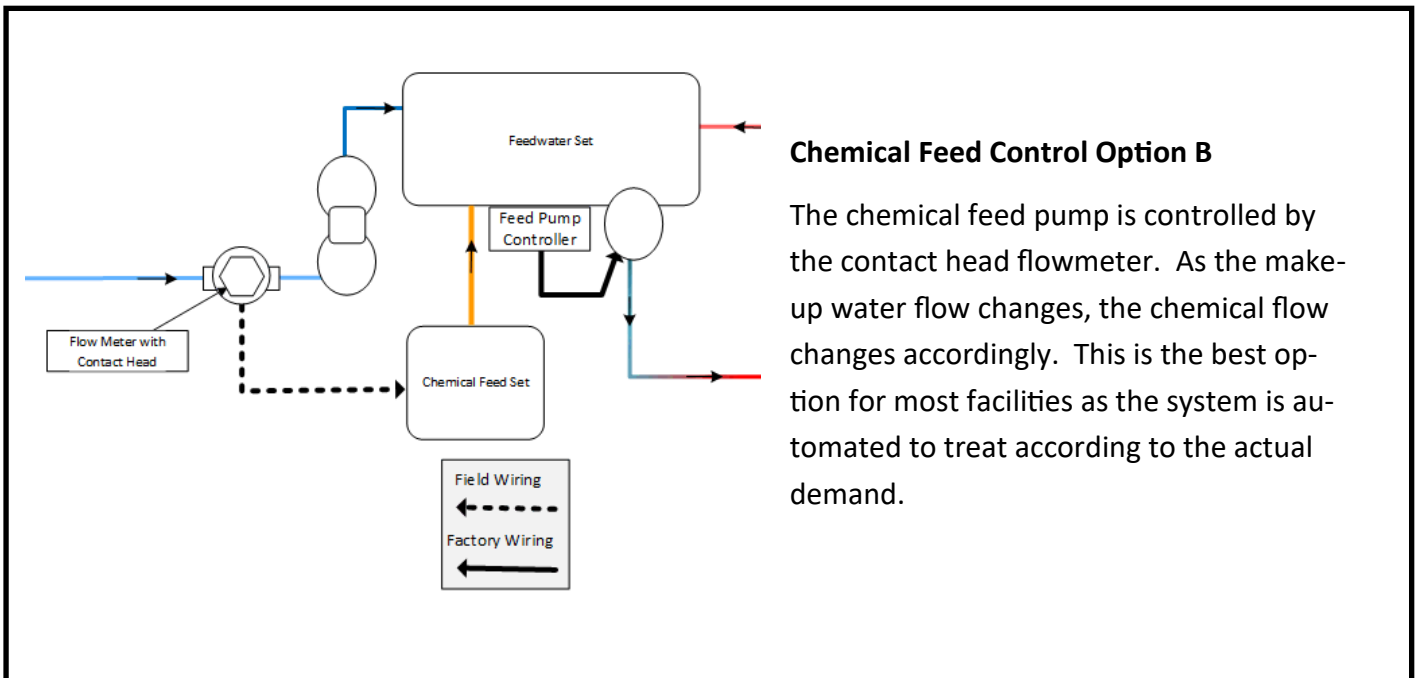 Feedwater Set
Feed Pump
Controller
Flow Meter with
Contact Head
Chemical Feed Set
Field Wiring
Factory Wiring
Chemical Feed Control Option B
The chemical feed pump is controlled by
the contact head flowmeter.  As the make-
up water flow changes, the chemical flow
changes accordingly.  This is the best op-
tion for most facilities as the system is au-
tomated to treat according to the actual
demand.